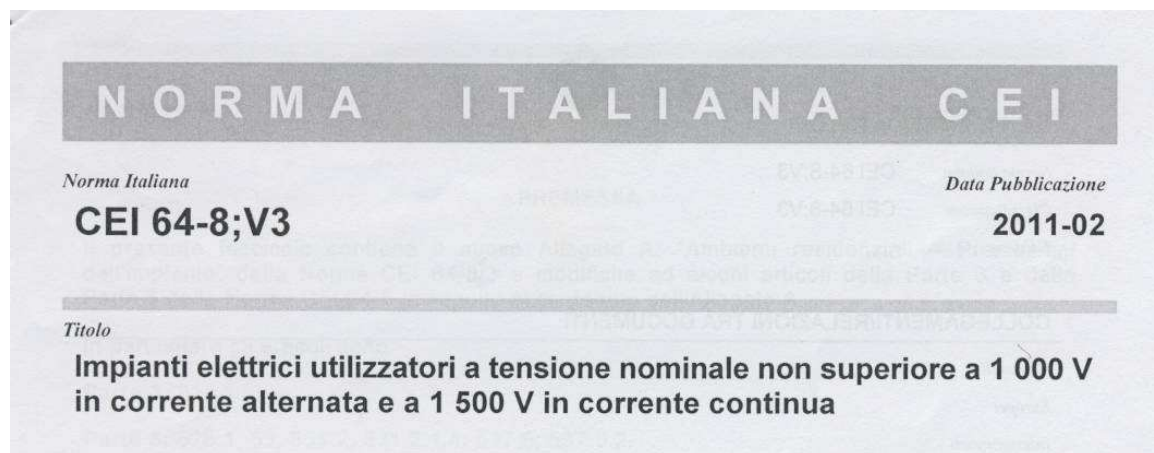 NORMA ITALIANA CEI
Norma Italiana
Data Pubblicazione
CEI 64-8;V3
2011-02
Titolo
Impianti elettrici utilizzatori a tensione nominale non superiore a 1 000 V
in corrente alternata e a 1 500 V in corrente continua